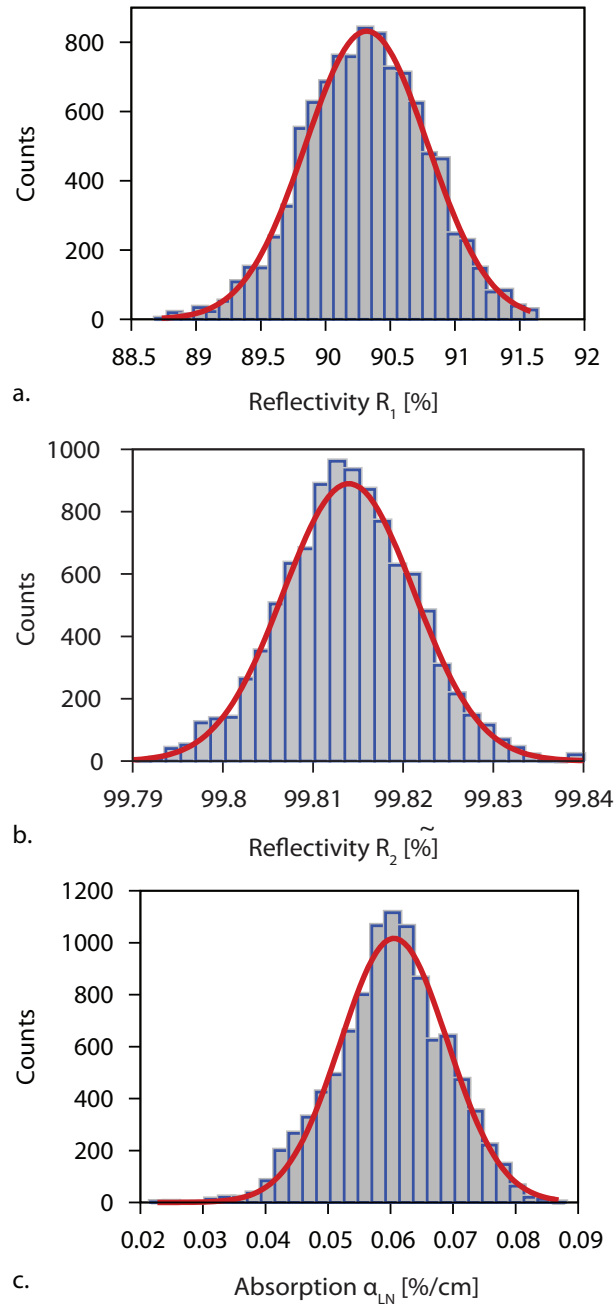 800
600
400
200
0
Counts
88.5 89 89.5 90 90.5 91 91.5 92
a.
Reflectivity R₁ [%]
1000
800
600
400
200
0
Counts
99.79 99.8 99.81 99.82 99.83 99.84
b.
Reflectivity R₂ [%̃]
1200
1000
800
600
400
200
0
Counts
0.02 0.03 0.04 0.05 0.06 0.07 0.08 0.09
c.
Absorption α_LN [%/cm]